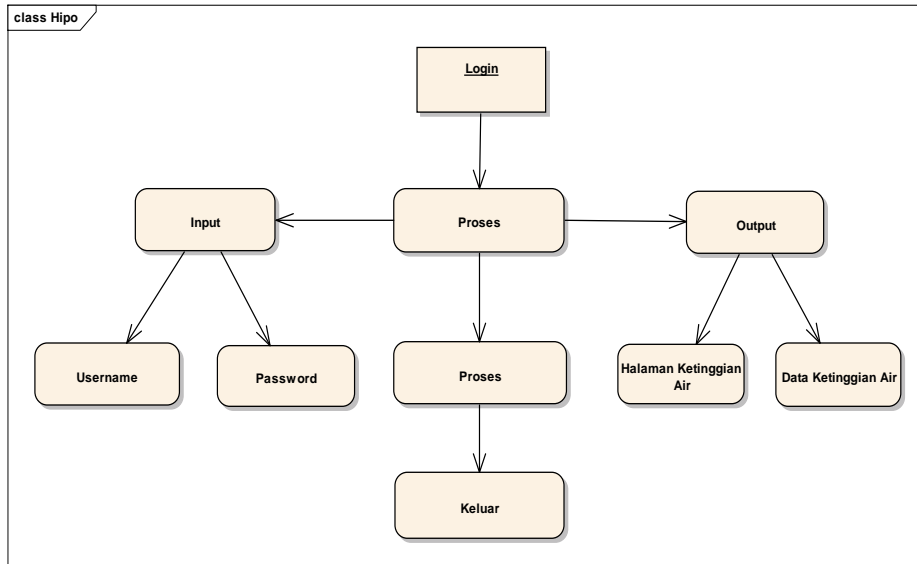 class Hipo
Login
Input
Proses
Output
Username
Password
Proses
Halaman Ketinggian
Air
Data Ketinggian Air
Keluar